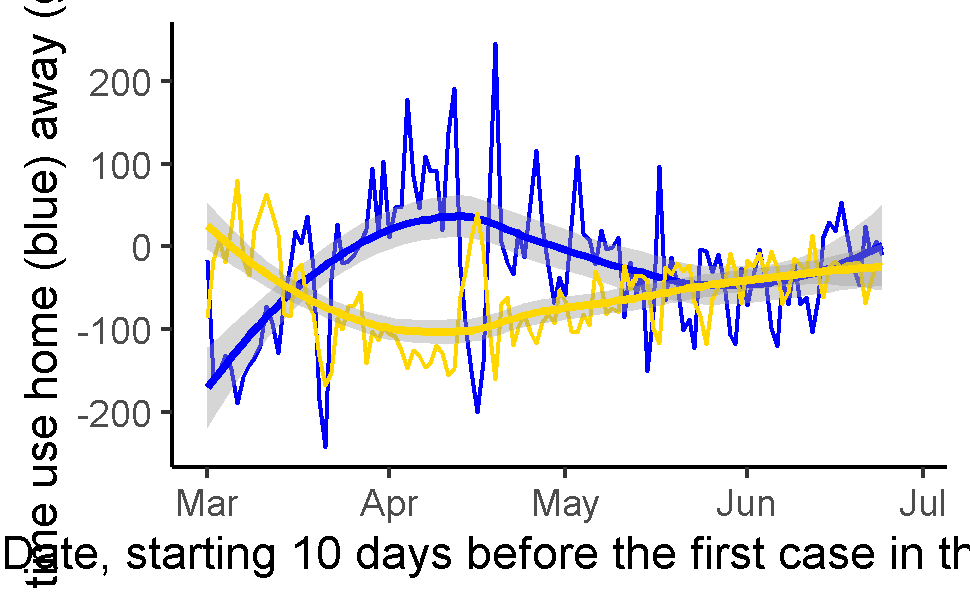 time use home (blue) away (
200
100
0
-100
-200
Mar Apr May Jun Jul
Date, starting 10 days before the first case in th